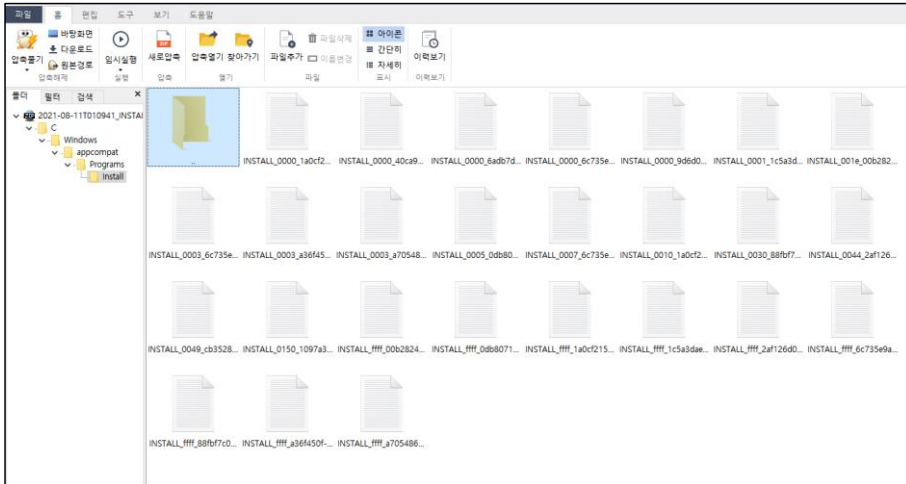 파일 홈 편집 도구 보기 도움말
압축풀기 바탕화면 다운로드 원본경로 임시실행 새로압축 압축열기 찾아가기 파일추가 파일삭제 이름변경 아이콘 간단히 자세히 이력보기
압축해제 실행 압축 열기 파일 표시 이력보기
폴더 필터 검색 ×
2021-08-11T010941_INSTAL
C
Windows
appcompat
Programs
Install
..
INSTALL_0000_1a0cf2... INSTALL_0000_40ca9... INSTALL_0000_6adb7d... INSTALL_0000_6c735e... INSTALL_0000_9d6d0... INSTALL_0001_1c5a3d... INSTALL_001e_00b282...
INSTALL_0003_6c735e... INSTALL_0003_a36f45... INSTALL_0003_a70548... INSTALL_0005_0db80... INSTALL_0007_6c735e... INSTALL_0010_1a0cf2... INSTALL_0030_88fbf7... INSTALL_0044_2af126...
INSTALL_0049_cb3528... INSTALL_0150_1097a3... INSTALL_ffff_00b2824... INSTALL_ffff_0db8071... INSTALL_ffff_1a0cf215... INSTALL_ffff_1c5a3dae... INSTALL_ffff_2af126d0... INSTALL_ffff_6c735e9a...
INSTALL_ffff_88fbf7c0... INSTALL_ffff_a36f450f-... INSTALL_ffff_a705486...